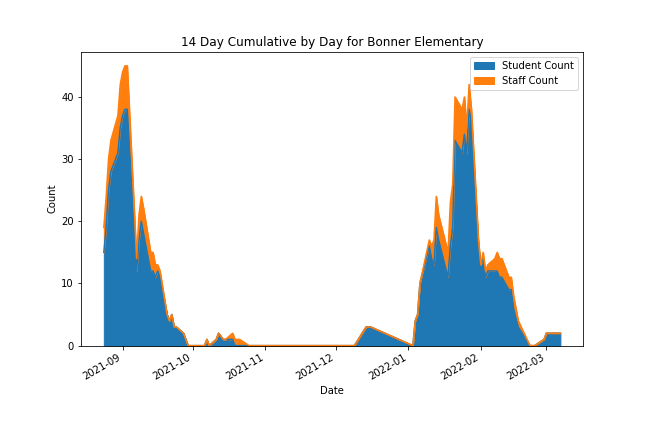 14 Day Cumulative by Day for Bonner Elementary
Student Count
Staff Count
Count
40
30
20
10
0
2021-09
2021-10
2021-11
2021-12
2022-01
2022-02
2022-03
Date